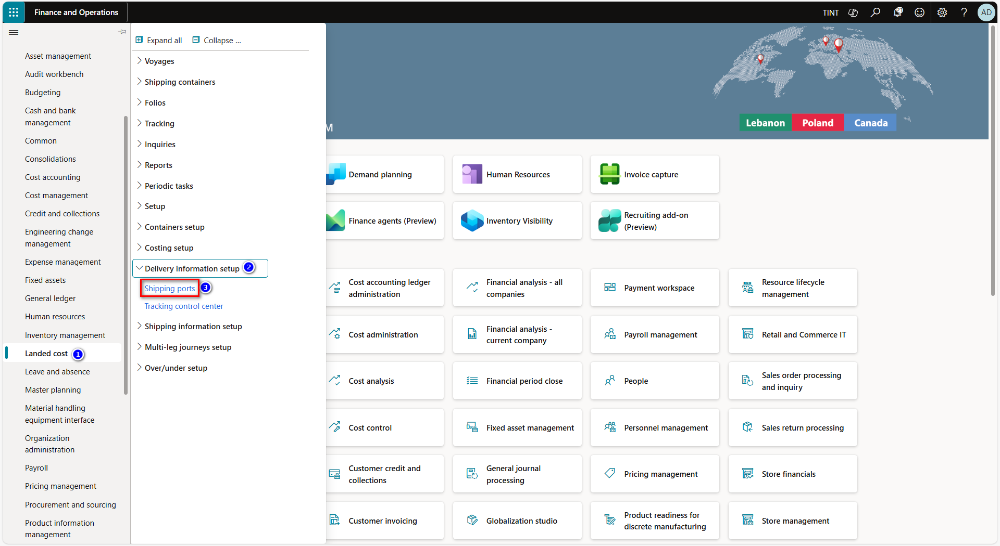 Finance and Operations
TINT
21
AD
Asset management
Audit workbench
Budgeting
Cash and bank
management
Common
Consolidations
Cost accounting
Cost management
Credit and collections
Engineering change
management
Expense management
Fixed assets
General ledger
Human resources
Inventory management
Landed cost 1
Leave and absence
Master planning
Material handling
equipment interface
Organization
administration
Payroll
Pricing management
Procurement and sourcing
Product information
management
Expand all
Collapse ...
Voyages
Shipping containers
Folios
Tracking
Inquiries
Reports
Periodic tasks
Setup
Containers setup
Costing setup
Delivery information setup 2
Shipping ports 3
Tracking control center
Shipping information setup
Multi-leg journeys setup
Over/under setup
M
Lebanon
Poland
Canada
Demand planning
Human Resources
Invoice capture
Finance agents (Preview)
Inventory Visibility
Recruiting add-on
(Preview)
Cost accounting ledger
administration
Financial analysis - all
companies
Payment workspace
Resource lifecycle
management
Cost administration
Financial analysis -
current company
Payroll management
Retail and Commerce IT
Cost analysis
Financial period close
People
Sales order processing
and inquiry
Cost control
Fixed asset management
Personnel management
Sales return processing
Customer credit and
collections
General journal
processing
Pricing management
Store financials
Customer invoicing
Globalization studio
Product readiness for
discrete manufacturing
Store management